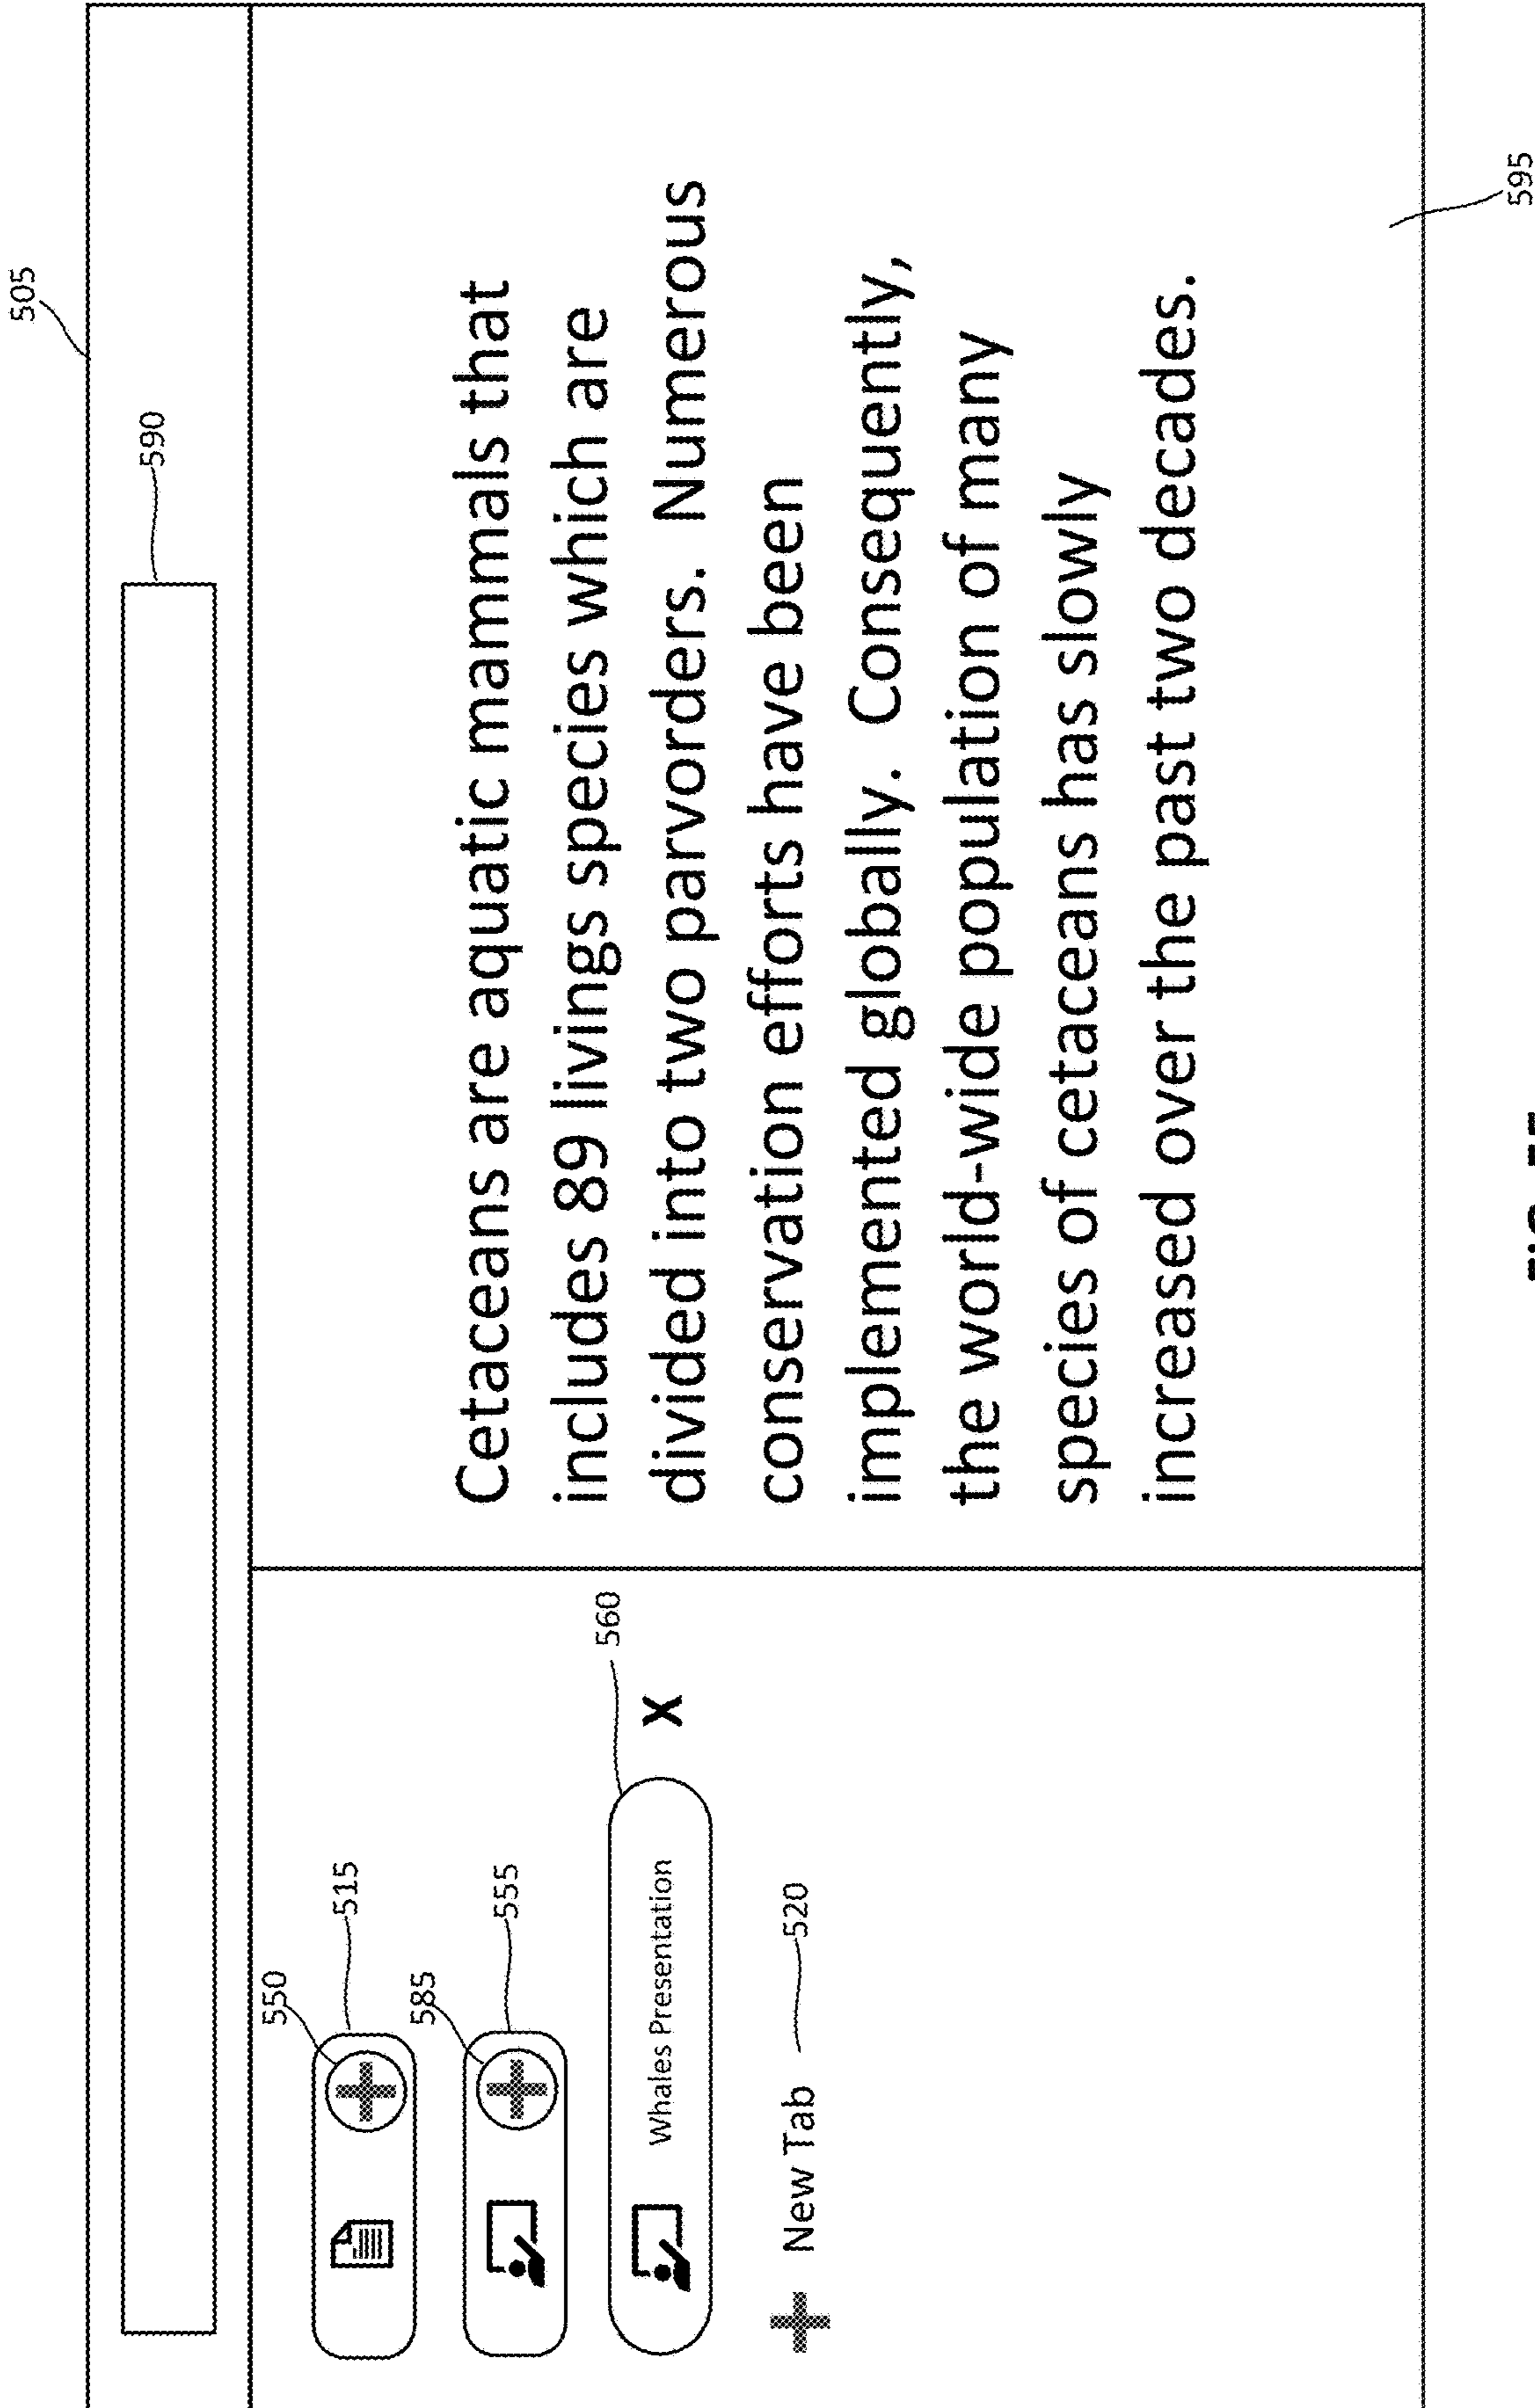 505
590
550
515
585
555
560
Whales Presentation
X
New Tab
520
Cetaceans are aquatic mammals that
includes 89 livings species which are
divided into two parvorders.  Numerous
conservation efforts have been
implemented globally.  Consequently,
the world-wide population of many
species of cetaceans has slowly
increased over the past two decades.
595